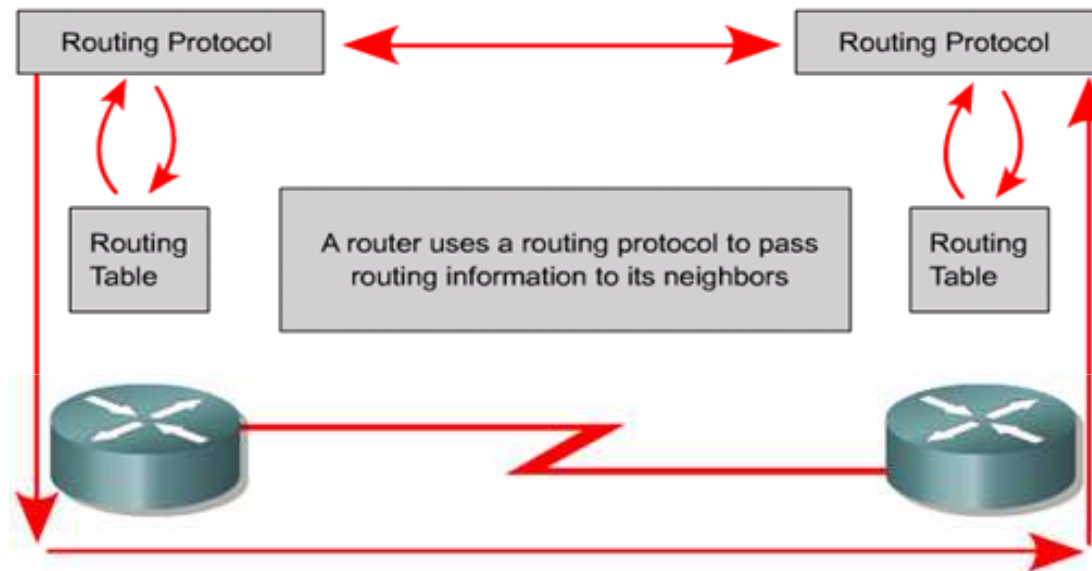 Routing Protocol
Routing Protocol
Routing
Table
A router uses a routing protocol to pass
routing information to its neighbors
Routing
Table